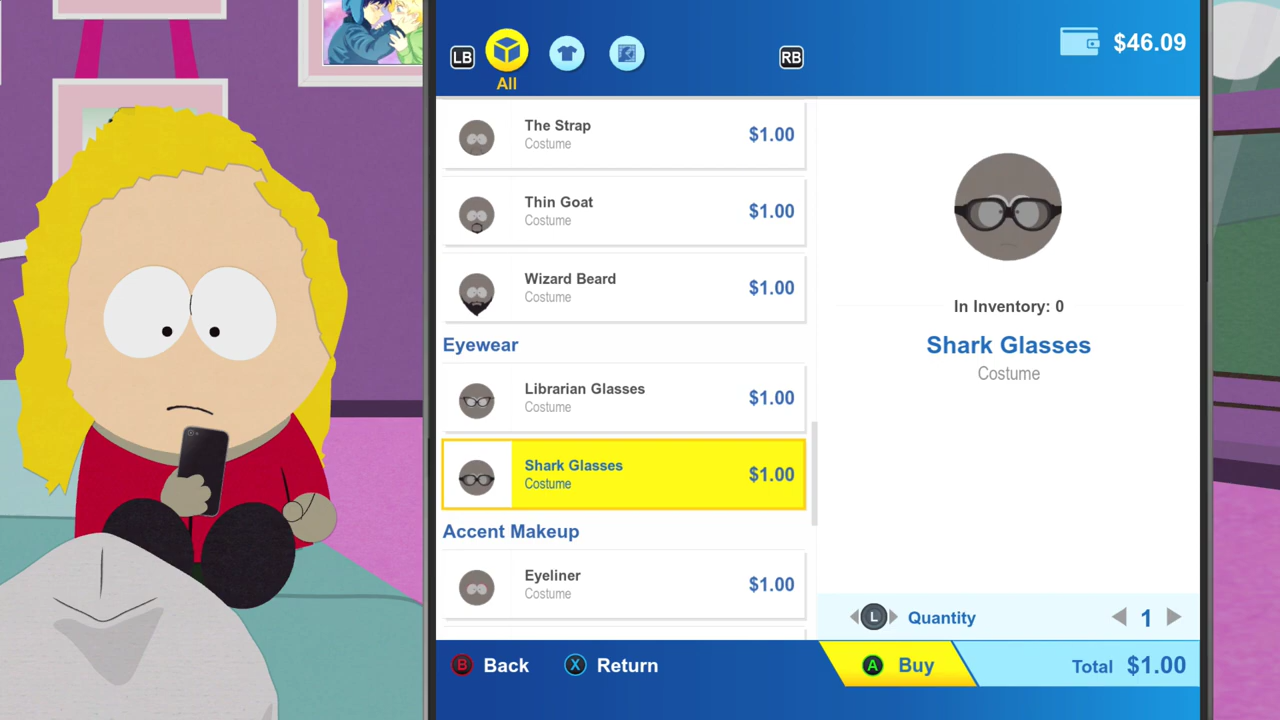 LB
RB
All
$46.09
The Strap
Costume
$1.00
Thin Goat
Costume
$1.00
Wizard Beard
Costume
$1.00
Eyewear
Librarian Glasses
Costume
$1.00
Shark Glasses
Costume
$1.00
Accent Makeup
Eyeliner
Costume
$1.00
In Inventory: 0
Shark Glasses
Costume
L Quantity 1
B Back X Return
A Buy Total $1.00